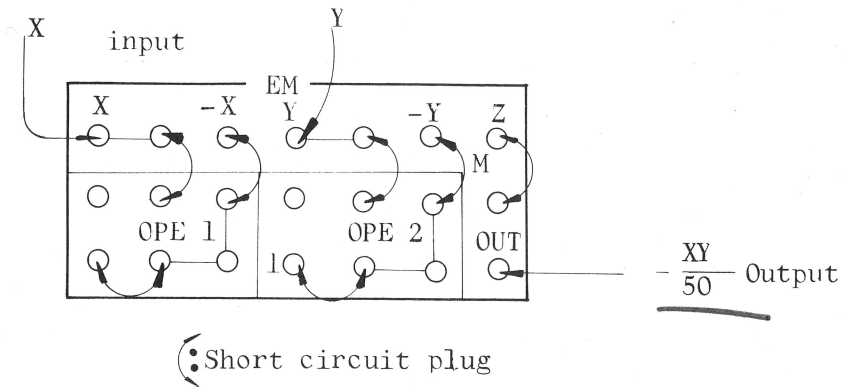 X
input
Y
EM
X -X Y -Y Z
M
OPE 1 OPE 2 OUT
1
- XY/50 Output
Short circuit plug